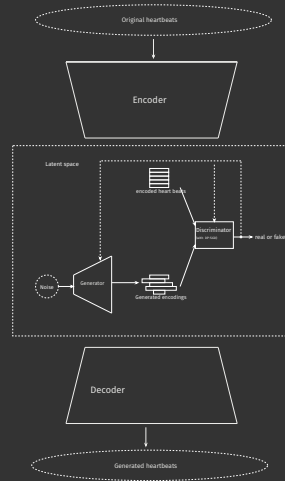 Original heartbeats
Encoder
Latent space
encoded heart beats
Discriminator
real or fake
Noise
Generator
Generated encodings
Decoder
Generated heartbeats